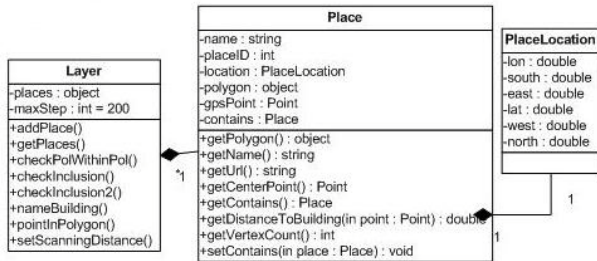 Layer
-places : object
-maxStep : int = 200
+addPlace()
+getPlaces()
+checkPolWithinPol()
+checkInclusion()
+checkInclusion2()
+nameBuilding()
+pointInPolygon()
+setScanningDistance()
*1
Place
-name : string
-placeID : int
-location : PlaceLocation
-polygon : object
-gpsPoint : Point
-contains : Place
+getPolygon() : object
+getName() : string
+getUrl() : string
+getCenterPoint() : Point
+getContains() : Place
+getDistanceToBuilding(in point : Point) : double
+getVertexCount() : int
+setContains(in place : Place) : void
1
PlaceLocation
-lon : double
-south : double
-east : double
-lat : double
-west : double
-north : double
1